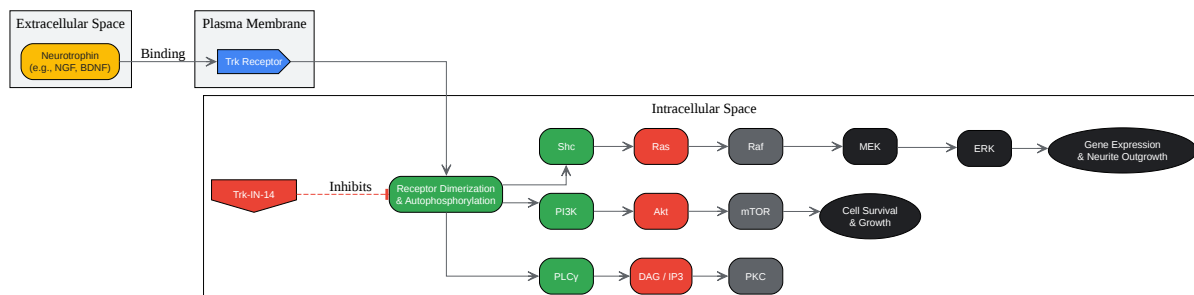 Extracellular Space
Neurotrophin
(e.g., NGF, BDNF)
Binding
Plasma Membrane
Trk Receptor
Intracellular Space
Trk-IN-14
Inhibits
Receptor Dimerization
& Autophosphorylation
Shc
Ras
Raf
MEK
ERK
Gene Expression
& Neurite Outgrowth
PI3K
Akt
mTOR
Cell Survival
& Growth
PLCγ
DAG / IP3
PKC